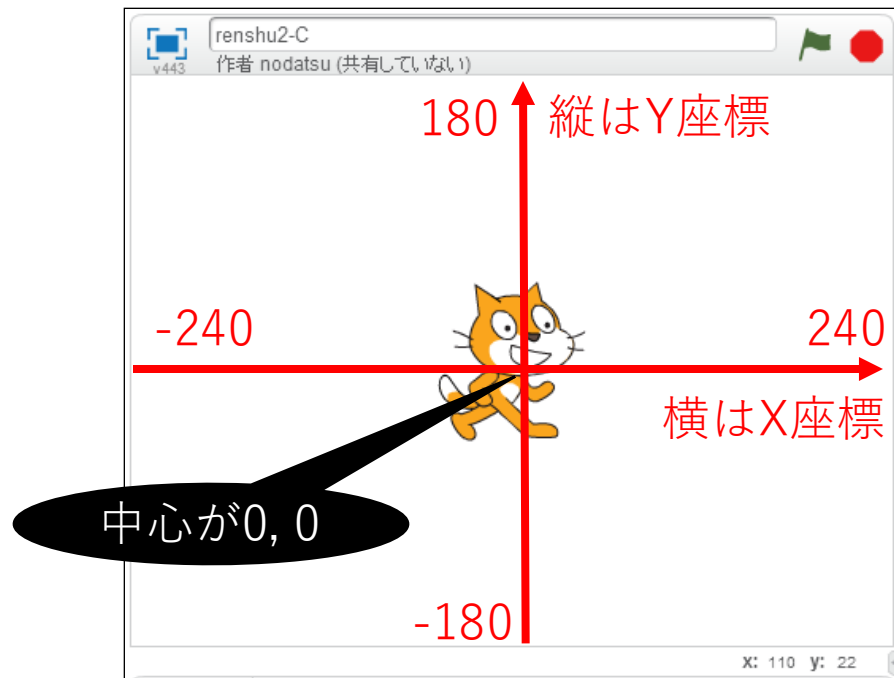 renshu2-C
v443
作者 nodatsu (共有していない)
180 縦はY座標
-240
240
横はX座標
中心が0, 0
-180
x: 110 y: 22